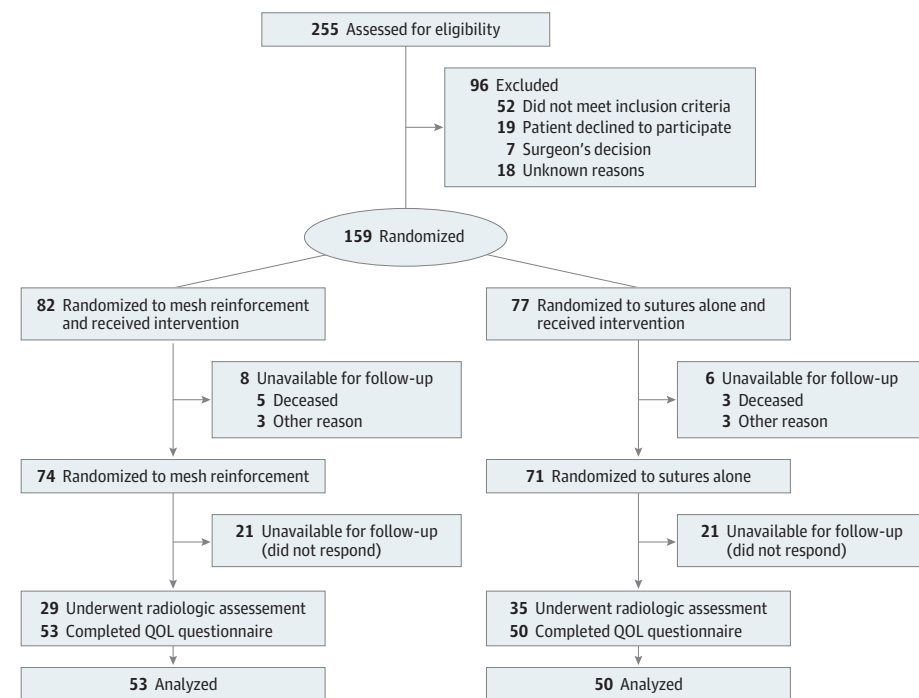 255 Assessed for eligibility
96 Excluded
52 Did not meet inclusion criteria
19 Patient declined to participate
7 Surgeon's decision
18 Unknown reasons
159 Randomized
82 Randomized to mesh reinforcement
and received intervention
77 Randomized to sutures alone and
received intervention
8 Unavailable for follow-up
5 Deceased
3 Other reason
6 Unavailable for follow-up
3 Deceased
3 Other reason
74 Randomized to mesh reinforcement
71 Randomized to sutures alone
21 Unavailable for follow-up
(did not respond)
21 Unavailable for follow-up
(did not respond)
29 Underwent radiologic assessement
53 Completed QOL questionnaire
35 Underwent radiologic assessment
50 Completed QOL questionnaire
53 Analyzed
50 Analyzed